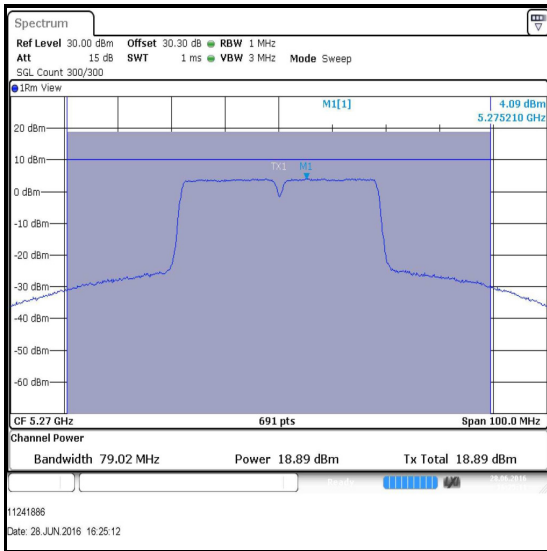 Spectrum
Ref Level 30.00 dBm Offset 30.30 dB RBW 1 MHz
Att 15 dB SWT 1 ms VBW 3 MHz Mode Sweep
SGL Count 300/300
1Rm View
M1[1] 4.09 dBm
5.275210 GHz
20 dBm
10 dBm
TX1 M1
0 dBm
-10 dBm
-20 dBm
-30 dBm
-40 dBm
-50 dBm
-60 dBm
CF 5.27 GHz 691 pts Span 100.0 MHz
Channel Power
Bandwidth 79.02 MHz Power 18.89 dBm Tx Total 18.89 dBm
Ready 28.06.2016
11241886
Date: 28.JUN.2016 16:25:12